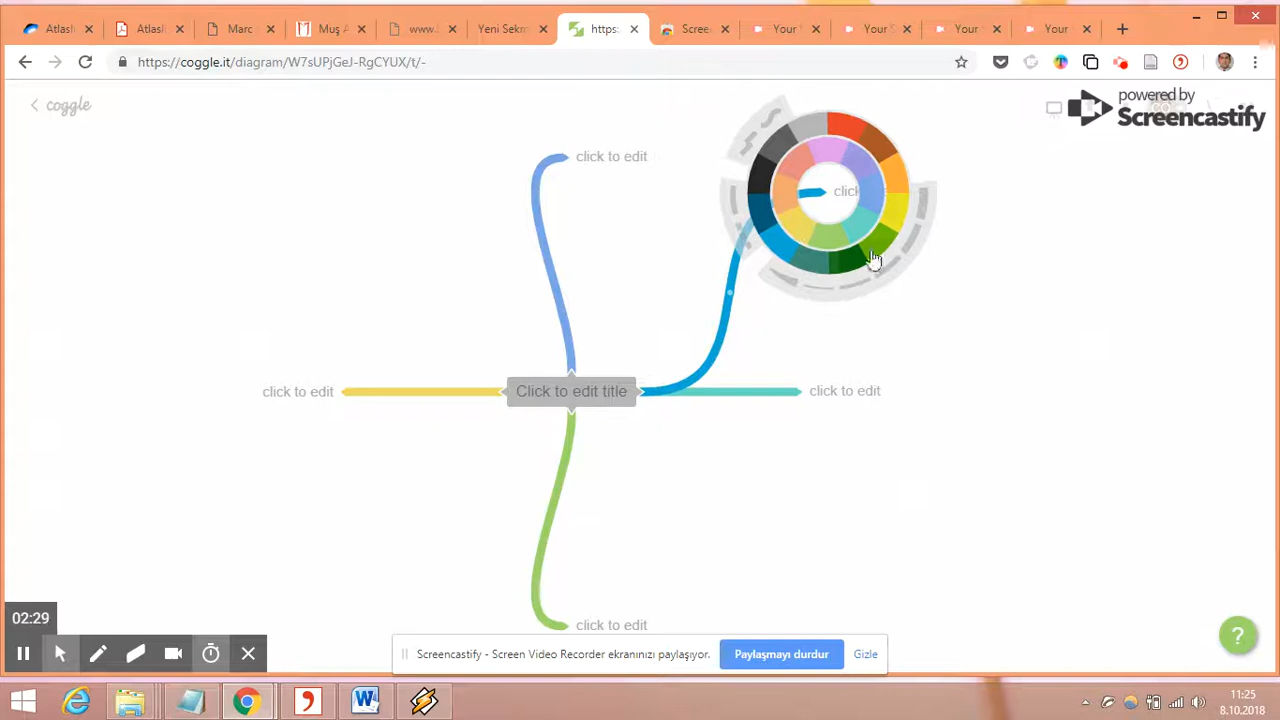 Atlası
Atlası
Marc
Muş A
www.l
Yeni Sekm
https:
Scree
Your
Your S
Your
Your
https://coggle.it/diagram/W7sUPjGeJ-RgCYUX/t/-
coggle
powered by
Screencastify
click to edit
click
click to edit
Click to edit title
click to edit
click to edit
02:29
Screencastify - Screen Video Recorder ekranınızı paylaşıyor.
Paylaşmayı durdur
Gizle
?
11:25
8.10.2018